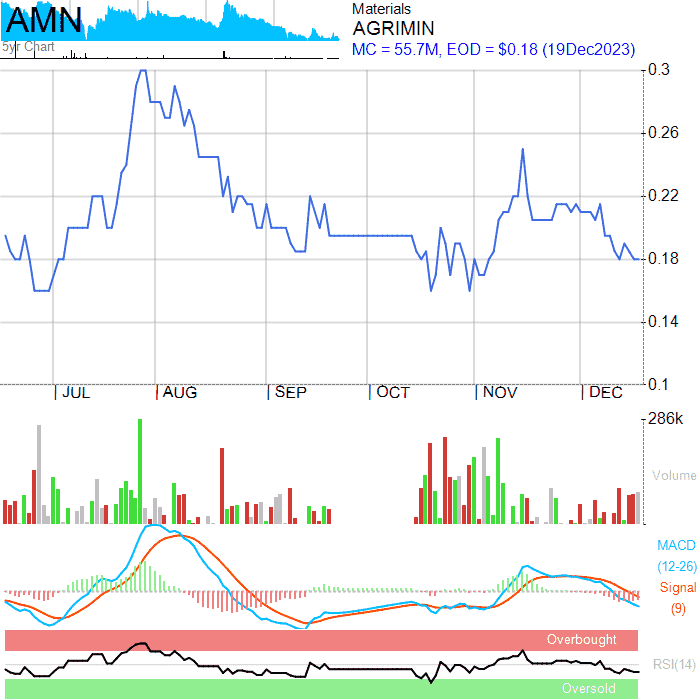 AMN
5yr Chart
Materials
AGRIMIN
MC = 55.7M, EOD = $0.18 (19Dec2023)
0.3
0.26
0.22
0.18
0.14
0.1
JUL AUG SEP OCT NOV DEC
286k
Volume
MACD
(12-26)
Signal
(9)
Overbought
RSI(14)
Oversold